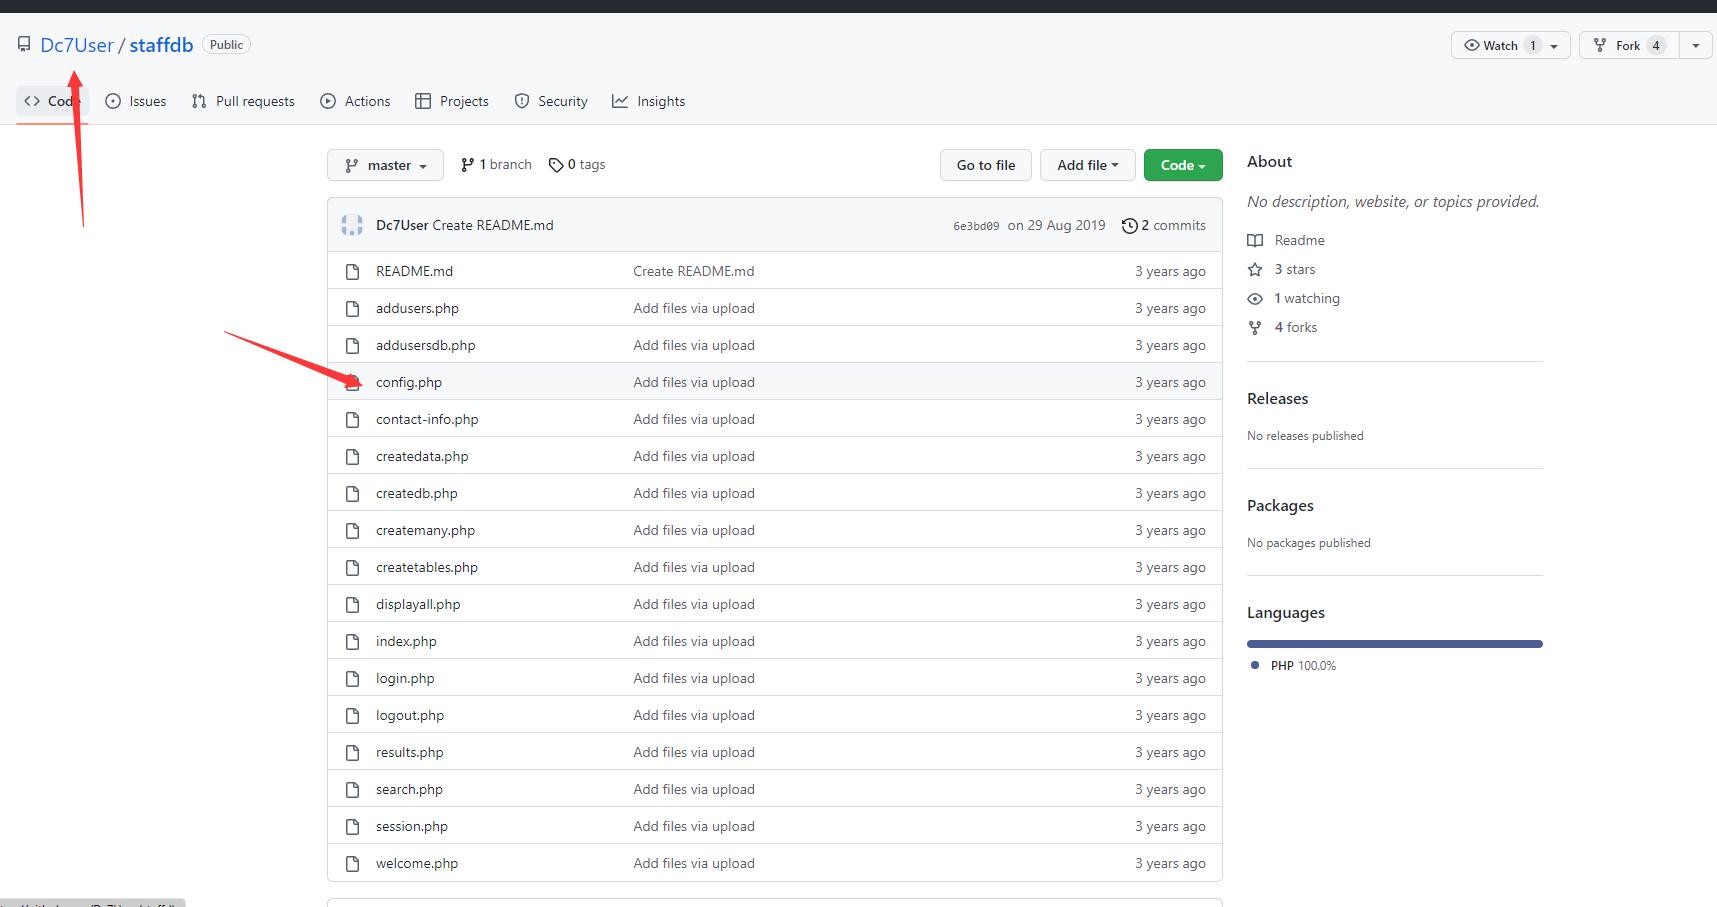 Dc7User / staffdb Public
Watch 1
Fork 4
Code
Issues
Pull requests
Actions
Projects
Security
Insights
master
1 branch
0 tags
Go to file
Add file
Code
Dc7User Create README.md 6e3bd09 on 29 Aug 2019 2 commits
README.md Create README.md 3 years ago
addusers.php Add files via upload 3 years ago
addusersdb.php Add files via upload 3 years ago
config.php Add files via upload 3 years ago
contact-info.php Add files via upload 3 years ago
createdata.php Add files via upload 3 years ago
createdb.php Add files via upload 3 years ago
createmany.php Add files via upload 3 years ago
createtables.php Add files via upload 3 years ago
displayall.php Add files via upload 3 years ago
index.php Add files via upload 3 years ago
login.php Add files via upload 3 years ago
logout.php Add files via upload 3 years ago
results.php Add files via upload 3 years ago
search.php Add files via upload 3 years ago
session.php Add files via upload 3 years ago
welcome.php Add files via upload 3 years ago
About
No description, website, or topics provided.
Readme
3 stars
1 watching
4 forks
Releases
No releases published
Packages
No packages published
Languages
PHP 100.0%